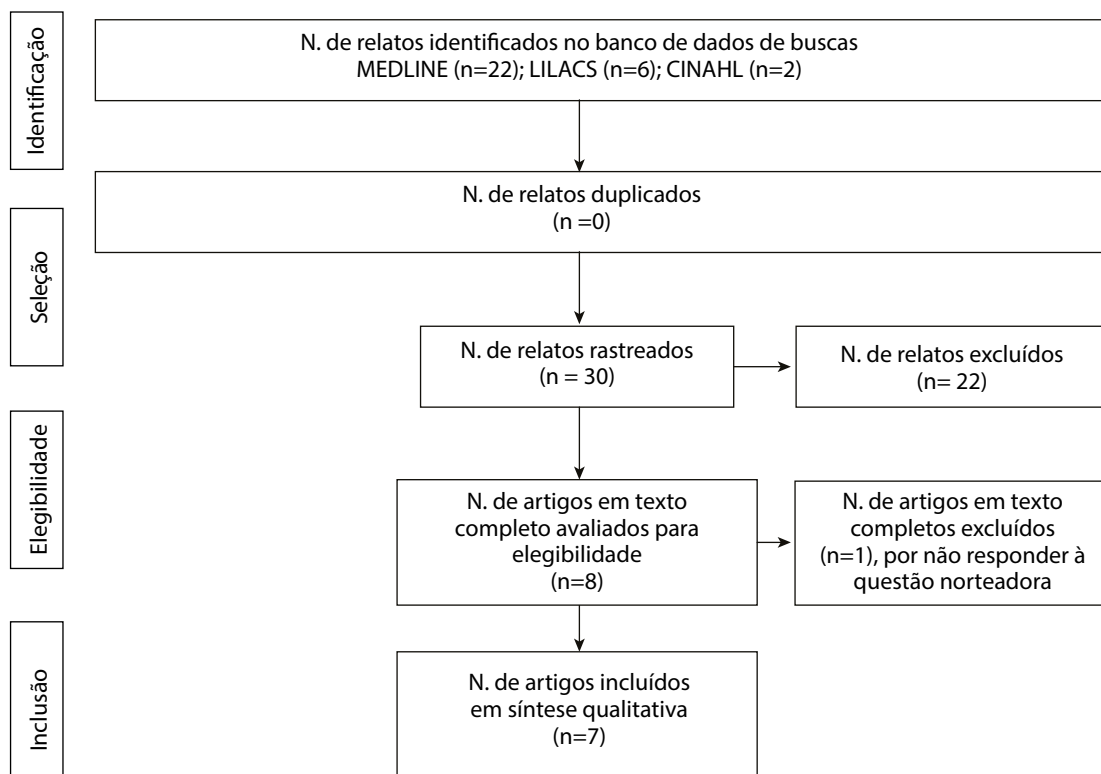 Identificação
N. de relatos identificados no banco de dados de buscas
MEDLINE (n=22); LILACS (n=6); CINAHL (n=2)
Seleção
N. de relatos duplicados
(n =0)
N. de relatos rastreados
(n = 30)
N. de relatos excluídos
(n= 22)
Elegibilidade
N. de artigos em texto
completo avaliados para
elegibilidade
(n=8)
N. de artigos em texto
completos excluídos
(n=1), por não responder à
questão norteadora
Inclusão
N. de artigos incluídos
em síntese qualitativa
(n=7)